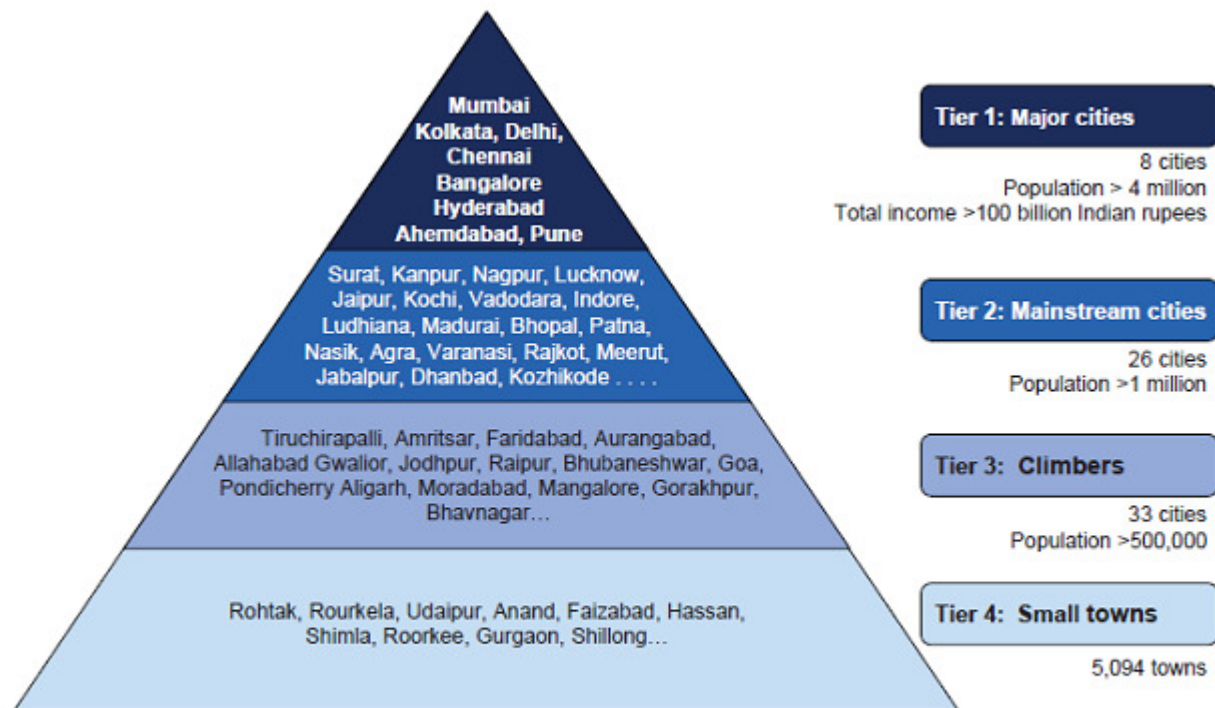 Mumbai
Kolkata, Delhi,
Chennai
Bangalore
Hyderabad
Ahemdabad, Pune
Tier 1: Major cities
8 cities
Population > 4 million
Total income >100 billion Indian rupees
Surat, Kanpur, Nagpur, Lucknow,
Jaipur, Kochi, Vadodara, Indore,
Ludhiana, Madurai, Bhopal, Patna,
Nasik, Agra, Varanasi, Rajkot, Meerut,
Jabalpur, Dhanbad, Kozhikode . . . .
Tier 2: Mainstream cities
26 cities
Population >1 million
Tiruchirapalli, Amritsar, Faridabad, Aurangabad,
Allahabad Gwalior, Jodhpur, Raipur, Bhubaneshwar, Goa,
Pondicherry Aligarh, Moradabad, Mangalore, Gorakhpur,
Bhavnagar…
Tier 3: Climbers
33 cities
Population >500,000
Rohtak, Rourkela, Udaipur, Anand, Faizabad, Hassan,
Shimla, Roorkee, Gurgaon, Shillong…
Tier 4: Small towns
5,094 towns